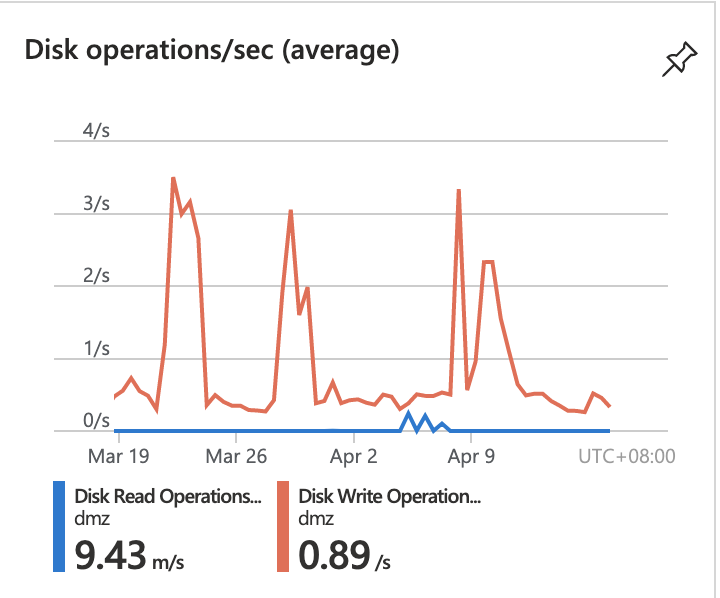 Disk operations/sec (average)
4/s
3/s
2/s
1/s
0/s
Mar 19 Mar 26 Apr 2 Apr 9 UTC+08:00
Disk Read Operations... Disk Write Operation...
dmz dmz
9.43 m/s 0.89 /s